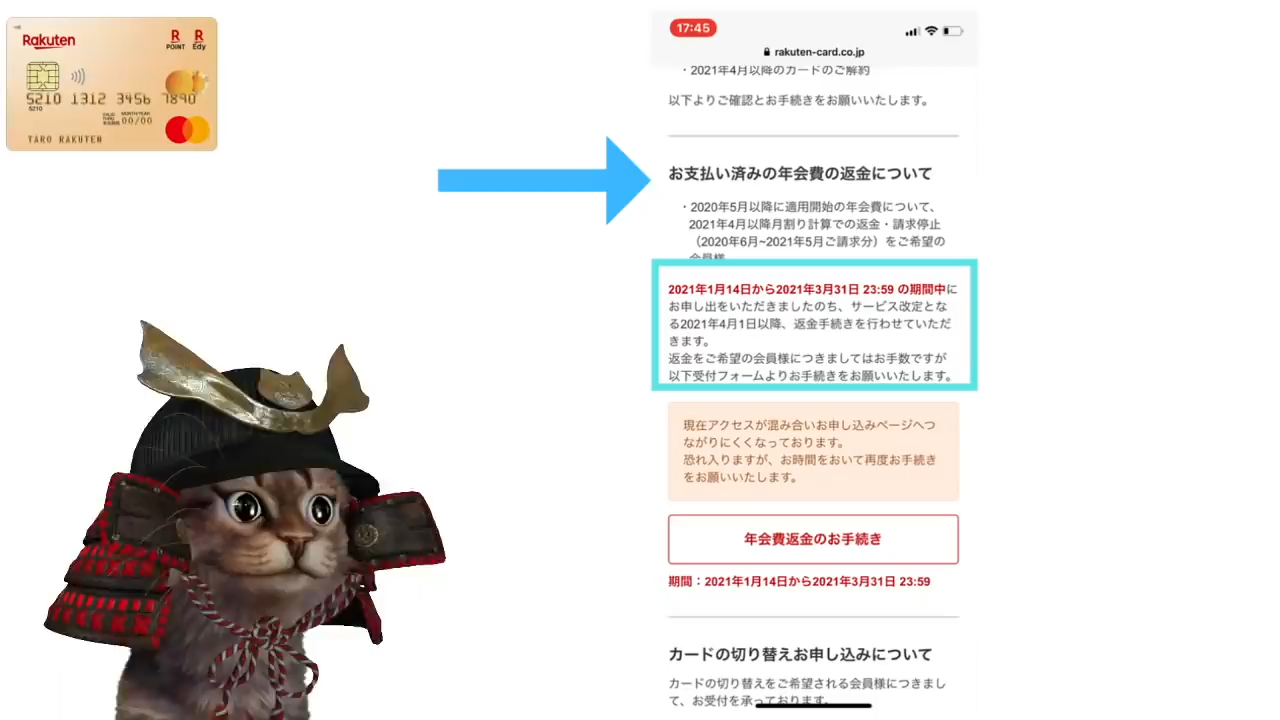 Rakuten
R
POINT
R
Edy
5210 1312 3456 7890
5210
MONTH/YEAR
00/00
TARO RAKUTEN
17:45
rakuten-card.co.jp
・2021年4月以降のカードのご解約
以下よりご確認とお手続きをお願いいたします。
お支払い済みの年会費の返金について
・2020年5月以降に適用開始の年会費について、
2021年4月以降月割り計算での返金・請求停止
（2020年6月~2021年5月ご請求分）をご希望の
会員様
2021年1月14日から2021年3月31日 23:59 の期間中に
お申し出をいただきましたのち、サービス改定とな
る2021年4月1日以降、返金手続きを行わせていただ
きます。
返金をご希望の会員様につきましてはお手数ですが
以下受付フォームよりお手続きをお願いいたします。
現在アクセスが混み合いお申し込みページへつ
ながりにくくなっております。
恐れ入りますが、お時間をおいて再度お手続き
をお願いいたします。
年会費返金のお手続き
期間：2021年1月14日から2021年3月31日 23:59
カードの切り替えお申し込みについて
カードの切り替えをご希望される会員様につきまし
て、お受付を承っております。